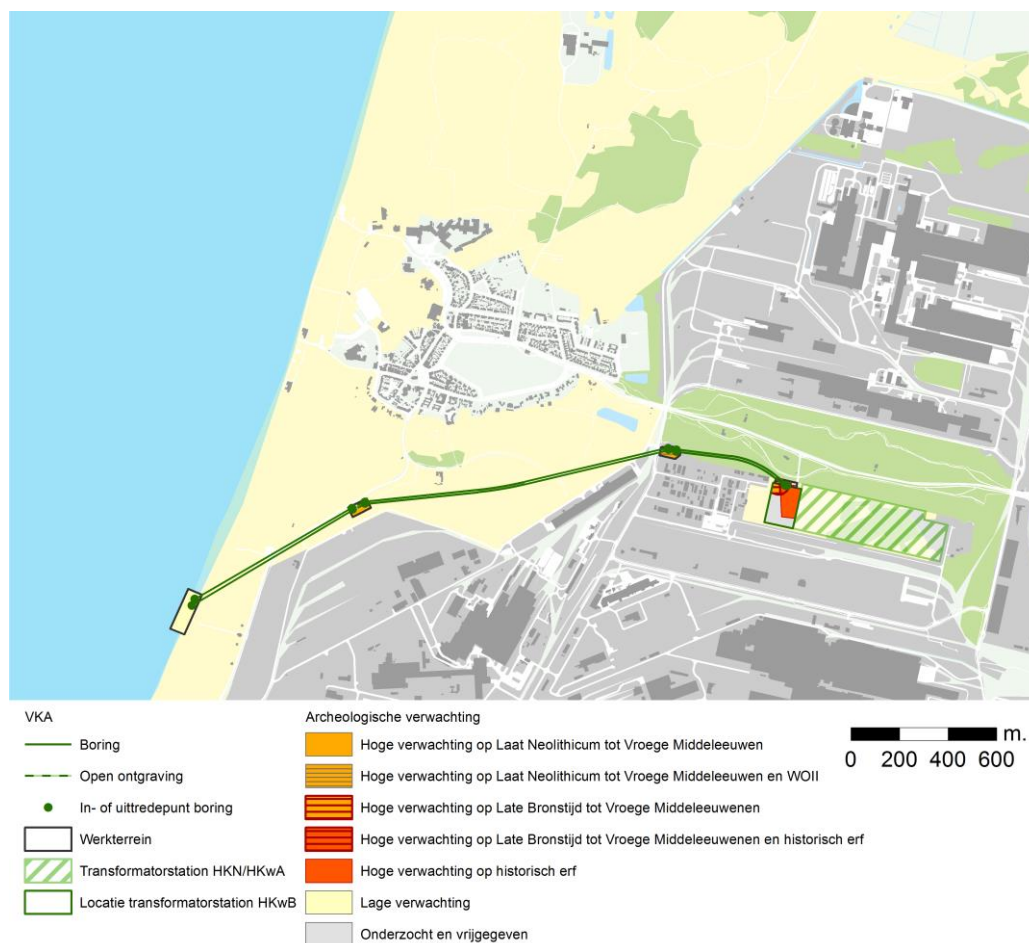 VKA
Boring
Open ontgraving
In- of uittredepunt boring
Werkterrein
Transformatorstation HKN/HKwA
Locatie transformatorstation HKwB
Archeologische verwachting
Hoge verwachting op Laat Neolithicum tot Vroege Middeleeuwen
Hoge verwachting op Laat Neolithicum tot Vroege Middeleeuwen en WOII
Hoge verwachting op Late Bronstijd tot Vroege Middeleeuwenen
Hoge verwachting op Late Bronstijd tot Vroege Middeleeuwenen en historisch erf
Hoge verwachting op historisch erf
Lage verwachting
Onderzocht en vrijgegeven
m.
0 200 400 600